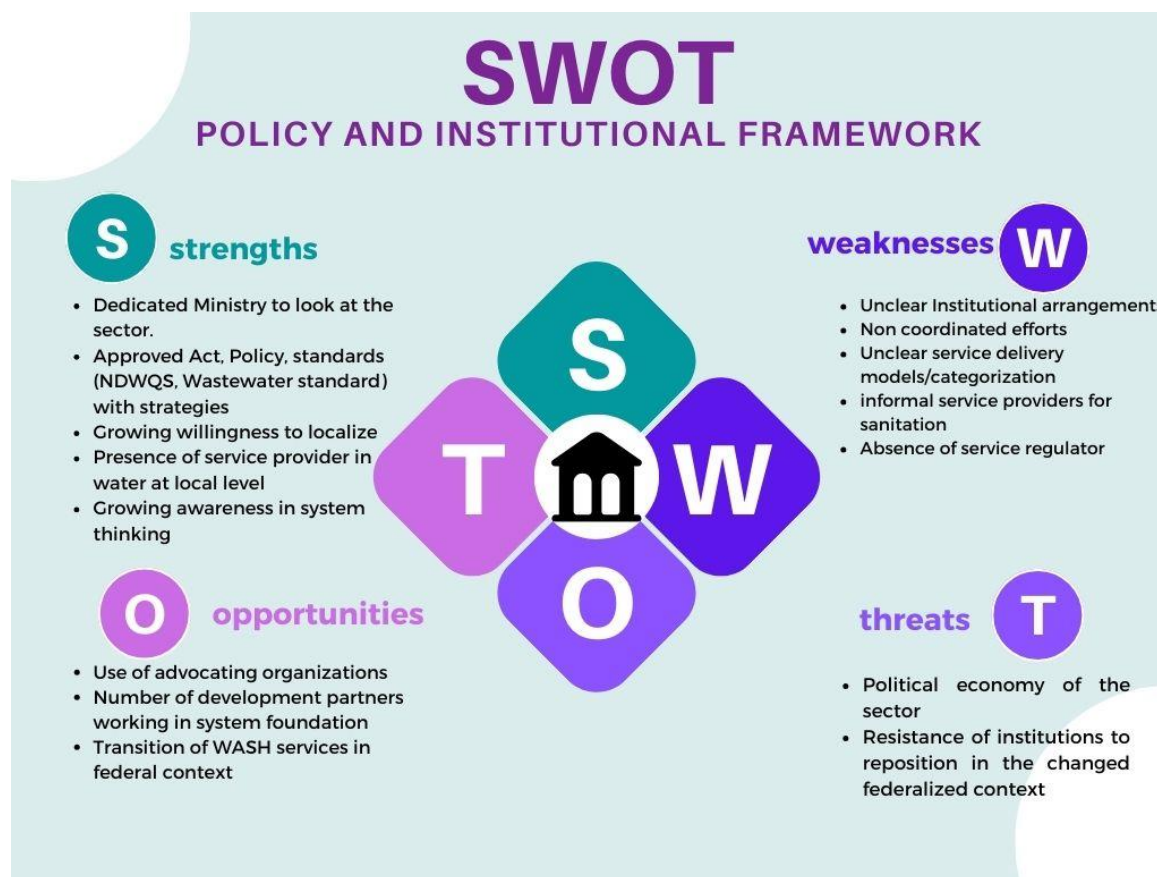 SWOT
POLICY AND INSTITUTIONAL FRAMEWORK
S
strengths
• Dedicated Ministry to look at the
sector.
• Approved Act, Policy, standards
(NDWQS, Wastewater standard)
with strategies
• Growing willingness to localize
• Presence of service provider in
water at local level
• Growing awareness in system
thinking
weaknesses
W
• Unclear Institutional arrangement
• Non coordinated efforts
• Unclear service delivery
models/categorization
• informal service providers for
sanitation
• Absence of service regulator
S
T
W
O
O
opportunities
• Use of advocating organizations
• Number of development partners
working in system foundation
• Transition of WASH services in
federal context
threats
T
• Political economy of the
sector
• Resistance of institutions to
reposition in the changed
federalized context